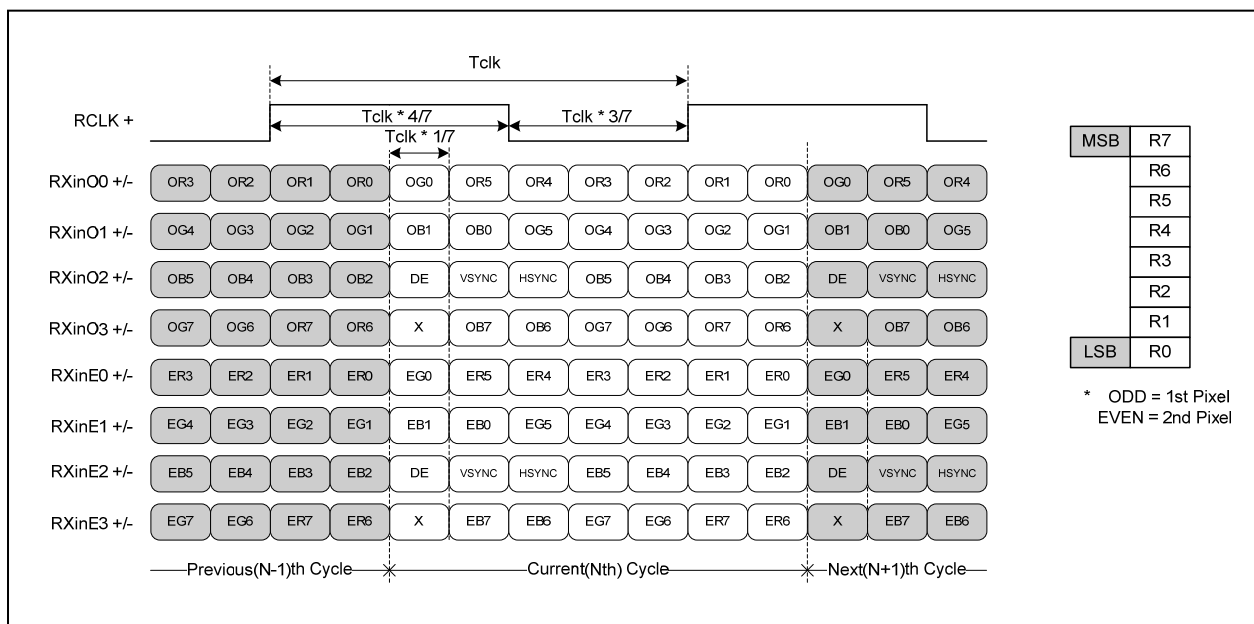 Tclk
RCLK +
Tclk * 4/7
Tclk * 3/7
Tclk * 1/7
RXinO0 +/- OR3 OR2 OR1 OR0 OG0 OR5 OR4 OR3 OR2 OR1 OR0 OG0 OR5 OR4
RXinO1 +/- OG4 OG3 OG2 OG1 OB1 OB0 OG5 OG4 OG3 OG2 OG1 OB1 OB0 OG5
RXinO2 +/- OB5 OB4 OB3 OB2 DE VSYNC HSYNC OB5 OB4 OB3 OB2 DE VSYNC HSYNC
RXinO3 +/- OG7 OG6 OR7 OR6 X OB7 OB6 OG7 OG6 OR7 OR6 X OB7 OB6
RXinE0 +/- ER3 ER2 ER1 ER0 EG0 ER5 ER4 ER3 ER2 ER1 ER0 EG0 ER5 ER4
RXinE1 +/- EG4 EG3 EG2 EG1 EB1 EB0 EG5 EG4 EG3 EG2 EG1 EB1 EB0 EG5
RXinE2 +/- EB5 EB4 EB3 EB2 DE VSYNC HSYNC EB5 EB4 EB3 EB2 DE VSYNC HSYNC
RXinE3 +/- EG7 EG6 ER7 ER6 X EB7 EB6 EG7 EG6 ER7 ER6 X EB7 EB6
Previous(N-1)th Cycle Current(Nth) Cycle Next(N+1)th Cycle
MSB R7
R6
R5
R4
R3
R2
R1
LSB R0
* ODD = 1st Pixel
EVEN = 2nd Pixel